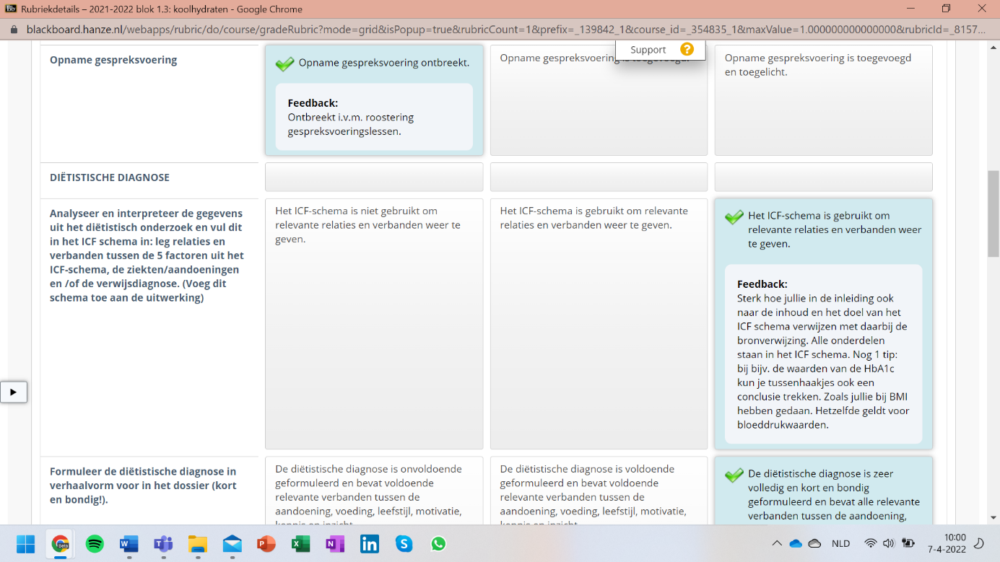 Rubriekdetails – 2021-2022 blok 1.3: koolhydraten - Google Chrome
blackboard.hanze.nl/webapps/rubric/do/course/gradeRubric?mode=grid&isPopup=true&rubricCount=1&prefix=_139842_1&course_id=_354835_1&maxValue=1.000000000000000&rubricId=_8157...
Support
Opname gespreksvoering
Opname gespreksvoering ontbreekt.
Feedback:
Ontbreekt i.v.m. roostering
gespreksvoeringslessen.
Opname gespreksvoering
Opname gespreksvoering is toegevoegd
en toegelicht.
DIËTISTISCHE DIAGNOSE
Analyseer en interpreteer de gegevens
uit het diëtistisch onderzoek en vul dit
in het ICF schema in: leg relaties en
verbanden tussen de 5 factoren uit het
ICF-schema, de ziekten/aandoeningen
en /of de verwijsdiagnose. (Voeg dit
schema toe aan de uitwerking)
Het ICF-schema is niet gebruikt om
relevante relaties en verbanden weer te
geven.
Het ICF-schema is gebruikt om relevante
relaties en verbanden weer te geven.
Het ICF-schema is gebruikt om
relevante relaties en verbanden weer
te geven.
Feedback:
Sterk hoe jullie in de inleiding ook
naar de inhoud en het doel van het
ICF schema verwijzen met daarbij de
bronverwijzing. Alle onderdelen
staan in het ICF schema. Nog 1 tip:
bij bijv. de waarden van de HbA1c
kun je tussenhaakjes ook een
conclusie trekken. Zoals jullie bij BMI
hebben gedaan. Hetzelfde geldt voor
bloeddrukwaarden.
Formuleer de diëtistische diagnose in
verhaalvorm voor in het dossier (kort
en bondig!).
De diëtistische diagnose is onvoldoende
geformuleerd en bevat voldoende
relevante verbanden tussen de
aandoening, voeding, leefstijl, motivatie,
De diëtistische diagnose is voldoende
geformuleerd en bevat voldoende
relevante verbanden tussen de
aandoening, voeding, leefstijl, motivatie,
De diëtistische diagnose is zeer
volledig en kort en bondig
geformuleerd en bevat alle relevante
verbanden tussen de aandoening,
NLD
10:00
7-4-2022